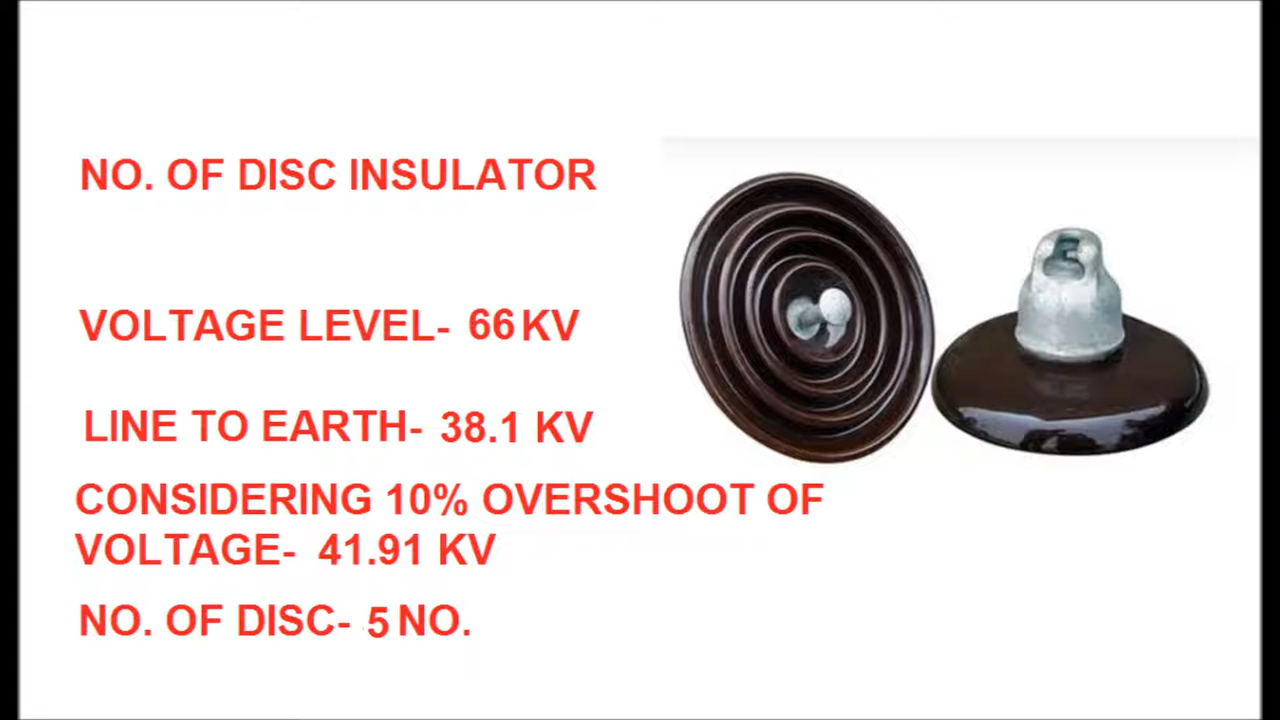 NO. OF DISC INSULATOR
VOLTAGE LEVEL- 66 KV
LINE TO EARTH- 38.1 KV
CONSIDERING 10% OVERSHOOT OF
VOLTAGE- 41.91 KV
NO. OF DISC- 5 NO.